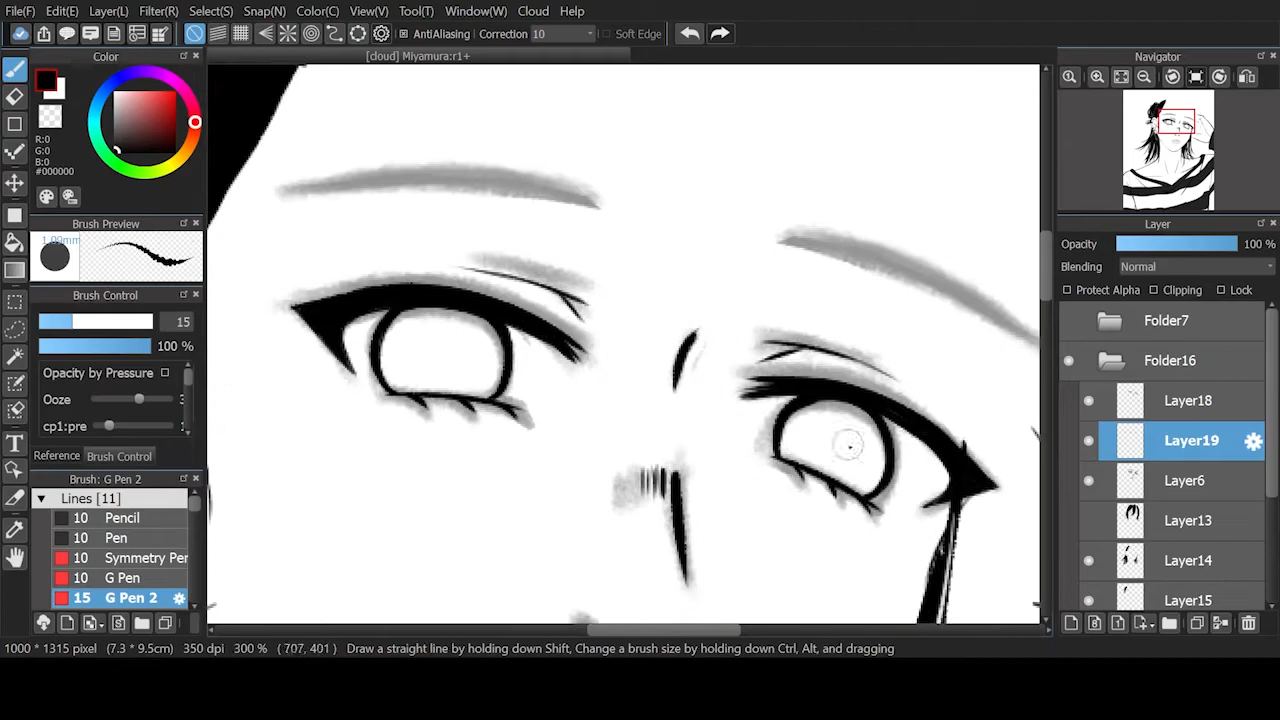 File(F) Edit(E) Layer(L) Filter(R) Select(S) Snap(N) Color(C) View(V) Tool(T) Window(W) Cloud Help
AntiAliasing Correction 10 Soft Edge
Color
[cloud] Miyamura:r1+
Navigator
R:0
G:0
B:0
#000000
Brush Preview
1.00mm
Brush Control
15
100 %
Opacity by Pressure
Ooze
cp1:pre
Reference Brush Control
Brush: G Pen 2
Lines [11]
10 Pencil
10 Pen
10 Symmetry Per
10 G Pen
15 G Pen 2
Layer
Opacity 100 %
Blending Normal
Protect Alpha Clipping Lock
Folder7
Folder16
Layer18
Layer19
Layer6
Layer13
Layer14
Layer15
1000 * 1315 pixel (7.3 * 9.5cm) 350 dpi 300 % ( 707, 401 ) Draw a straight line by holding down Shift, Change a brush size by holding down Ctrl, Alt, and dragging